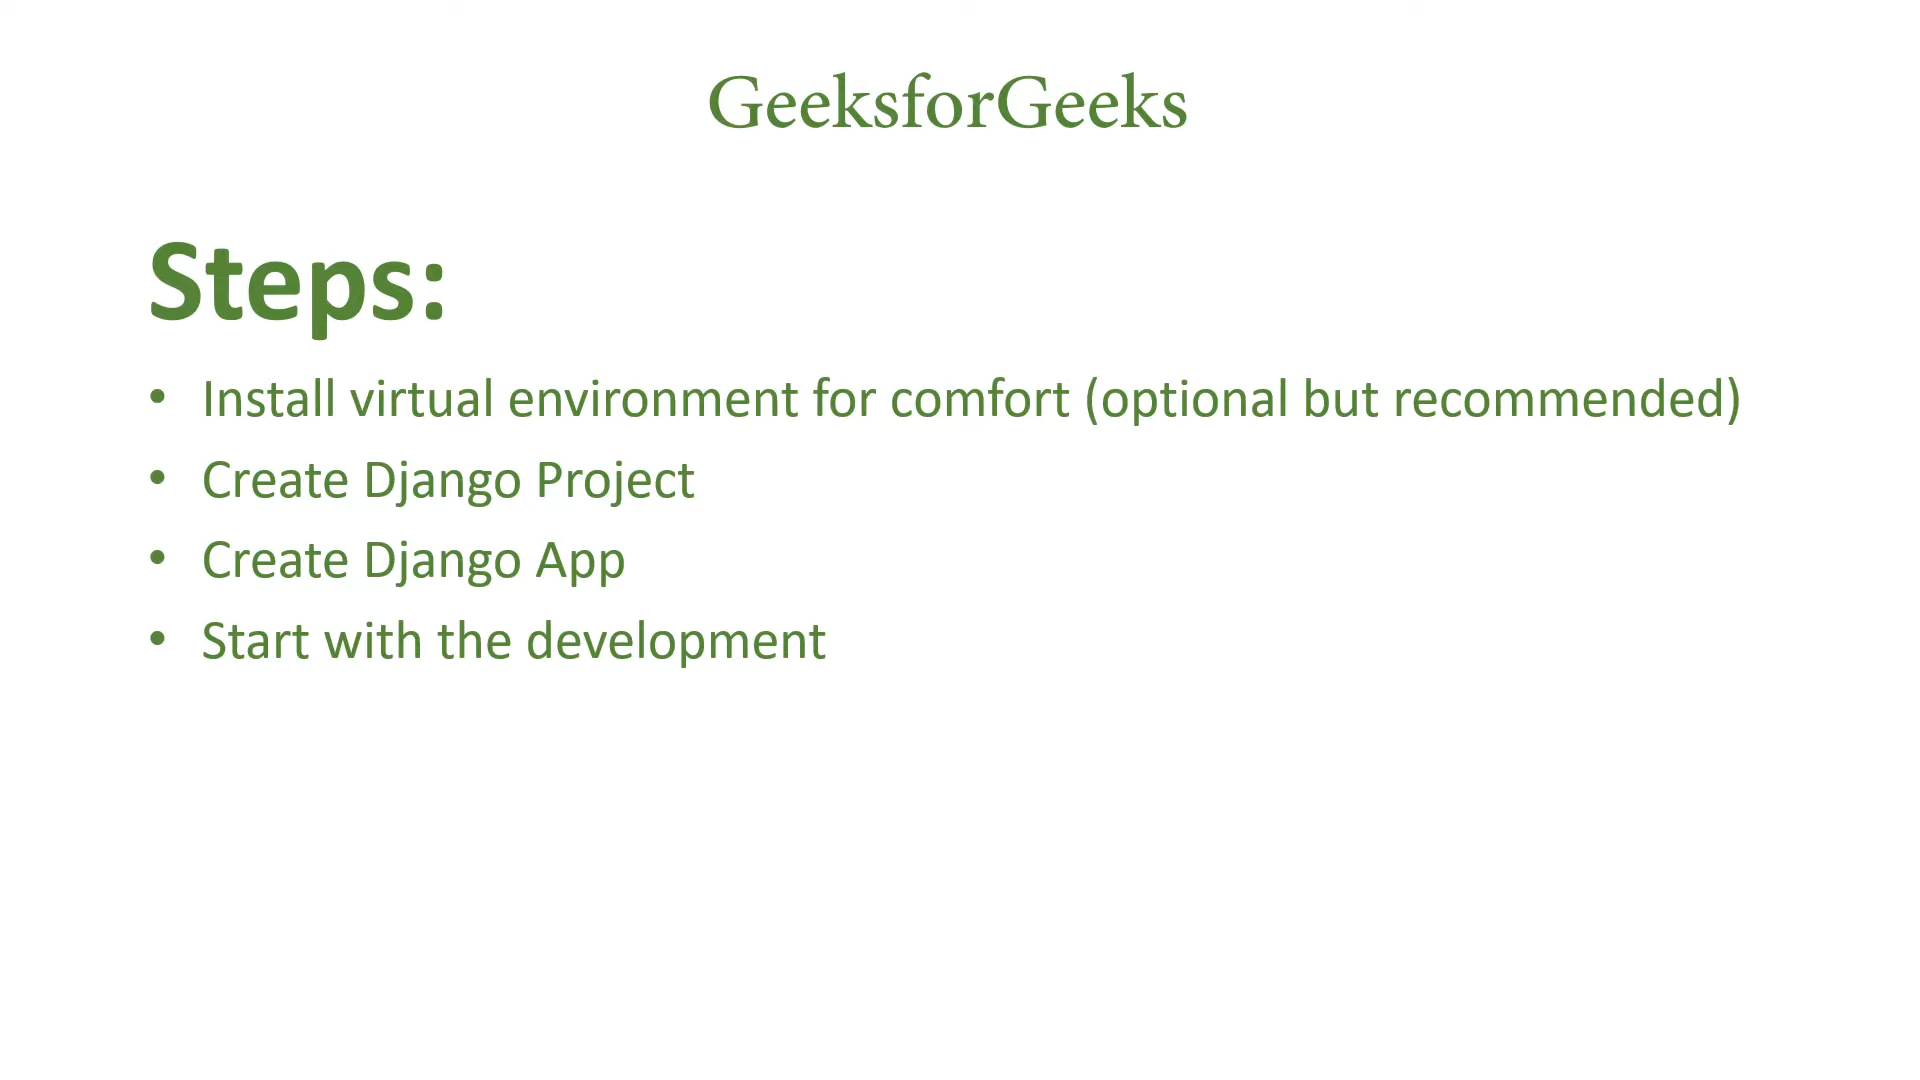 GeeksforGeeks
Steps:
• Install virtual environment for comfort (optional but recommended)
• Create Django Project
• Create Django App
• Start with the development